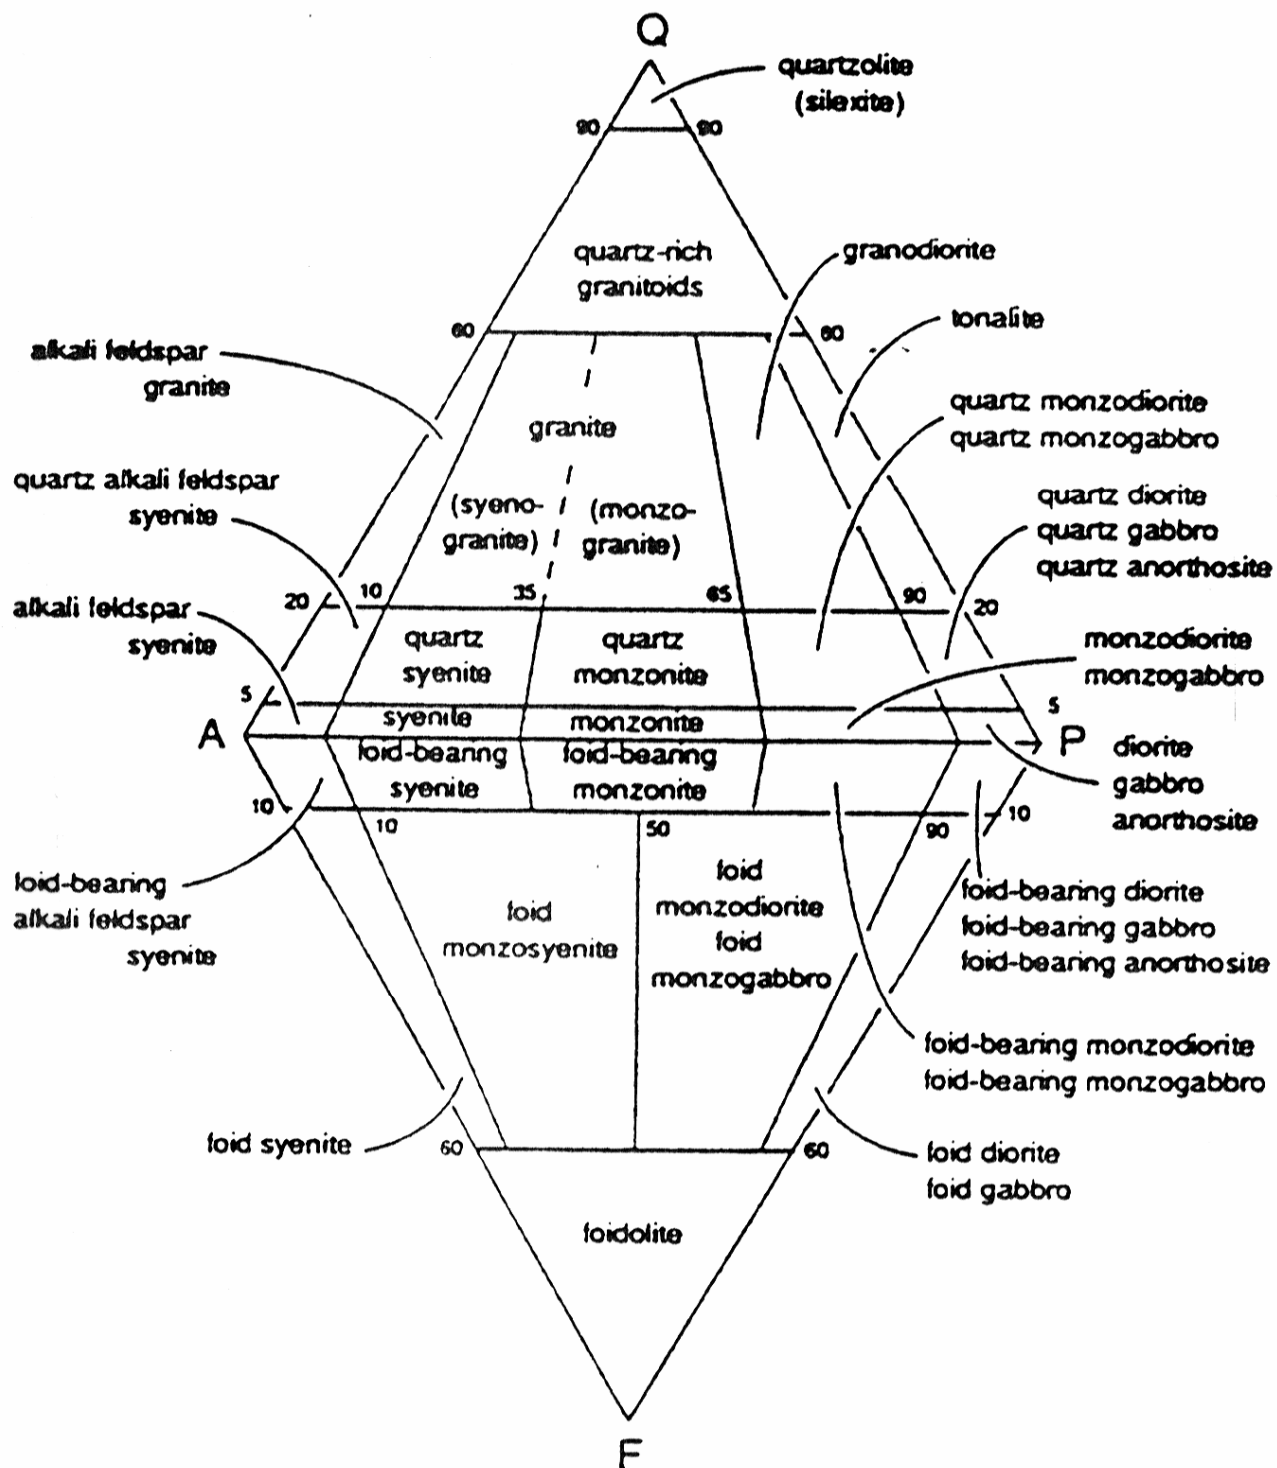 Q
quartzolite
(silexite)
90
90
quartz-rich
granitoids
granodiorite
60
60
tonalite
alkali feldspar
granite
granite
quartz monzodiorite
quartz monzogabbro
quartz alkali feldspar
syenite
(syeno-
granite)
(monzo-
granite)
quartz diorite
quartz gabbro
quartz anorthosite
20
10
35
65
90
20
alkali feldspar
syenite
quartz
syenite
quartz
monzonite
monzodiorite
monzogabbro
5
5
syenite
monzonite
A
P
foid-bearing
syenite
foid-bearing
monzonite
diorite
gabbro
anorthosite
10
10
10
50
90
foid-bearing
alkali feldspar
syenite
foid
monzosyenite
foid
monzodiorite
foid
monzogabbro
foid-bearing diorite
foid-bearing gabbro
foid-bearing anorthosite
foid-bearing monzodiorite
foid-bearing monzogabbro
foid syenite
60
60
foid diorite
foid gabbro
foidolite
F